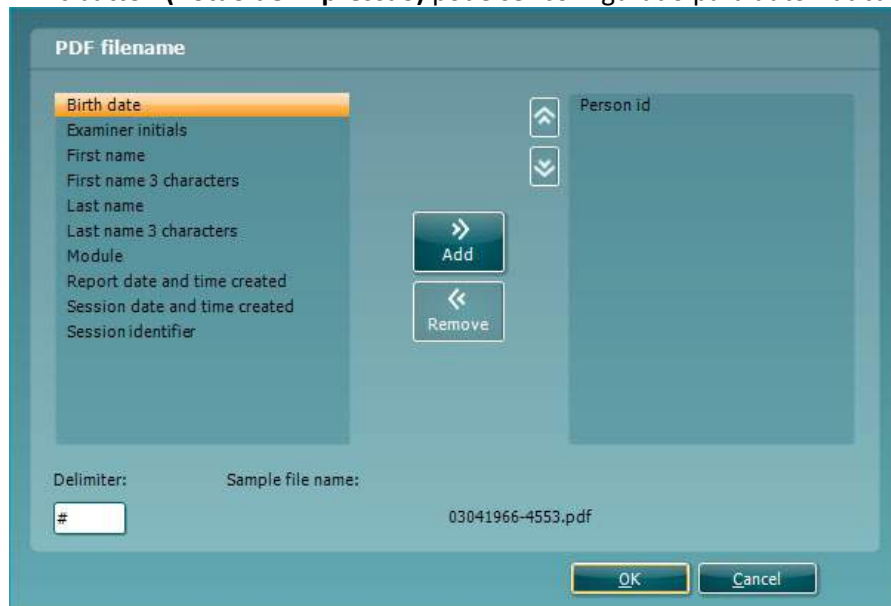 PDF filename
Birth date
Examiner initials
First name
First name 3 characters
Last name
Last name 3 characters
Module
Report date and time created
Session date and time created
Session identifier
Add
Remove
Person id
Delimiter:
Sample file name:
#
03041966-4553.pdf
OK
Cancel